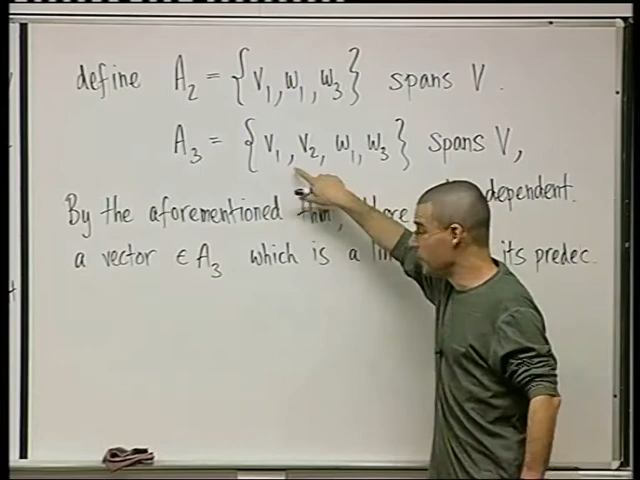 define A₂ = {v₁, w₁, w₃} spans V.
A₃ = {v₁, v₂, w₁, w₃} spans V,
By the aforementioned thm, dependent.
a vector ∈ A₃ which is a its predec.